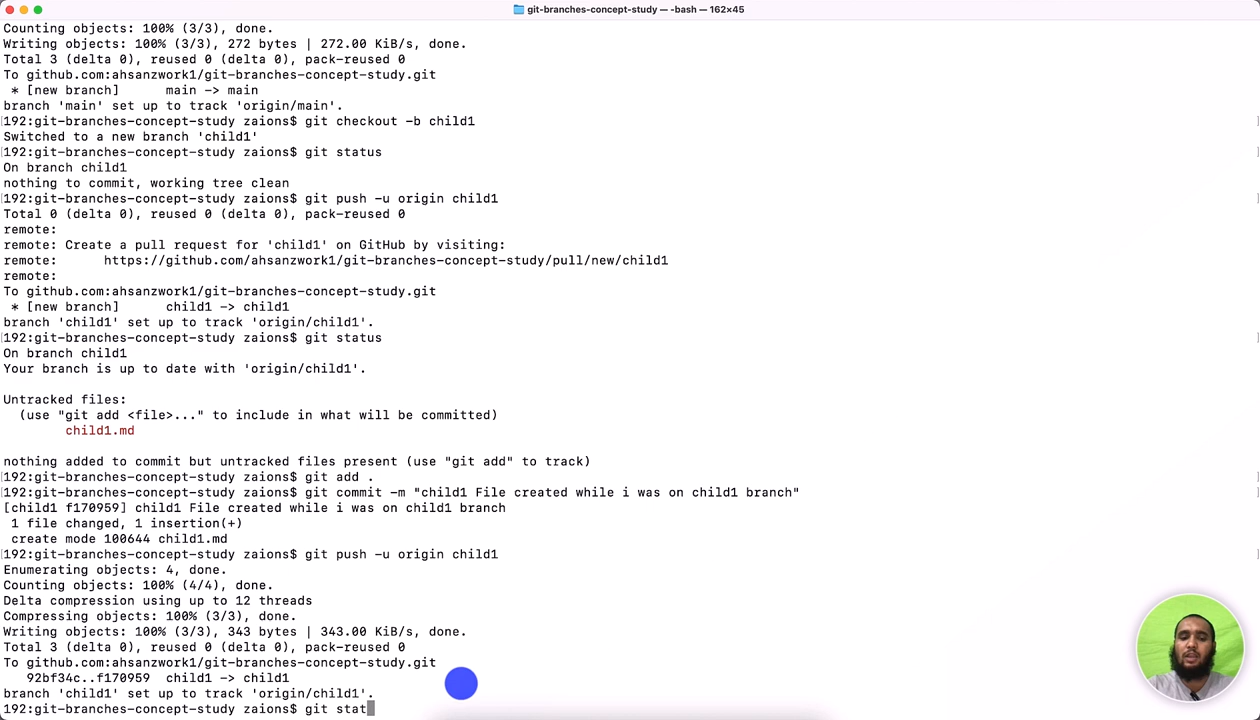 git-branches-concept-study — -bash — 162×45
Counting objects: 100% (3/3), done.
Writing objects: 100% (3/3), 272 bytes | 272.00 KiB/s, done.
Total 3 (delta 0), reused 0 (delta 0), pack-reused 0
To github.com:ahsanzwork1/git-branches-concept-study.git
 * [new branch]      main -> main
branch 'main' set up to track 'origin/main'.
192:git-branches-concept-study zaions$ git checkout -b child1
Switched to a new branch 'child1'
192:git-branches-concept-study zaions$ git status
On branch child1
nothing to commit, working tree clean
192:git-branches-concept-study zaions$ git push -u origin child1
Total 0 (delta 0), reused 0 (delta 0), pack-reused 0
remote:
remote: Create a pull request for 'child1' on GitHub by visiting:
remote:      https://github.com/ahsanzwork1/git-branches-concept-study/pull/new/child1
remote:
To github.com:ahsanzwork1/git-branches-concept-study.git
 * [new branch]      child1 -> child1
branch 'child1' set up to track 'origin/child1'.
192:git-branches-concept-study zaions$ git status
On branch child1
Your branch is up to date with 'origin/child1'.
Untracked files:
  (use "git add <file>..." to include in what will be committed)
        child1.md
nothing added to commit but untracked files present (use "git add" to track)
192:git-branches-concept-study zaions$ git add .
192:git-branches-concept-study zaions$ git commit -m "child1 File created while i was on child1 branch"
[child1 f170959] child1 File created while i was on child1 branch
 1 file changed, 1 insertion(+)
 create mode 100644 child1.md
192:git-branches-concept-study zaions$ git push -u origin child1
Enumerating objects: 4, done.
Counting objects: 100% (4/4), done.
Delta compression using up to 12 threads
Compressing objects: 100% (3/3), done.
Writing objects: 100% (3/3), 343 bytes | 343.00 KiB/s, done.
Total 3 (delta 0), reused 0 (delta 0), pack-reused 0
To github.com:ahsanzwork1/git-branches-concept-study.git
   92bf34c..f170959  child1 -> child1
branch 'child1' set up to track 'origin/child1'.
192:git-branches-concept-study zaions$ git stat